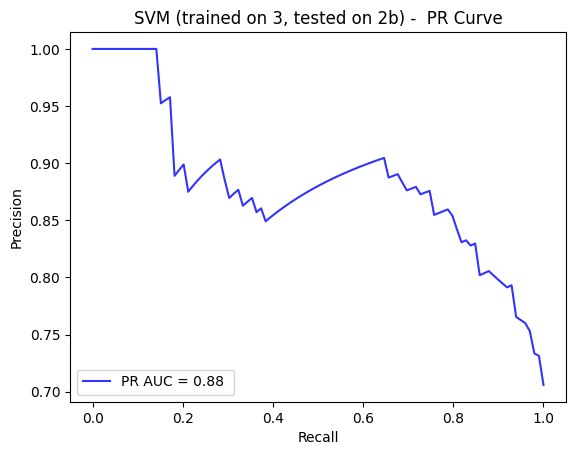 SVM (trained on 3, tested on 2b) -  PR Curve
1.00
0.95
0.90
0.85
0.80
0.75
0.70
Precision
PR AUC = 0.88
0.0 0.2 0.4 0.6 0.8 1.0
Recall